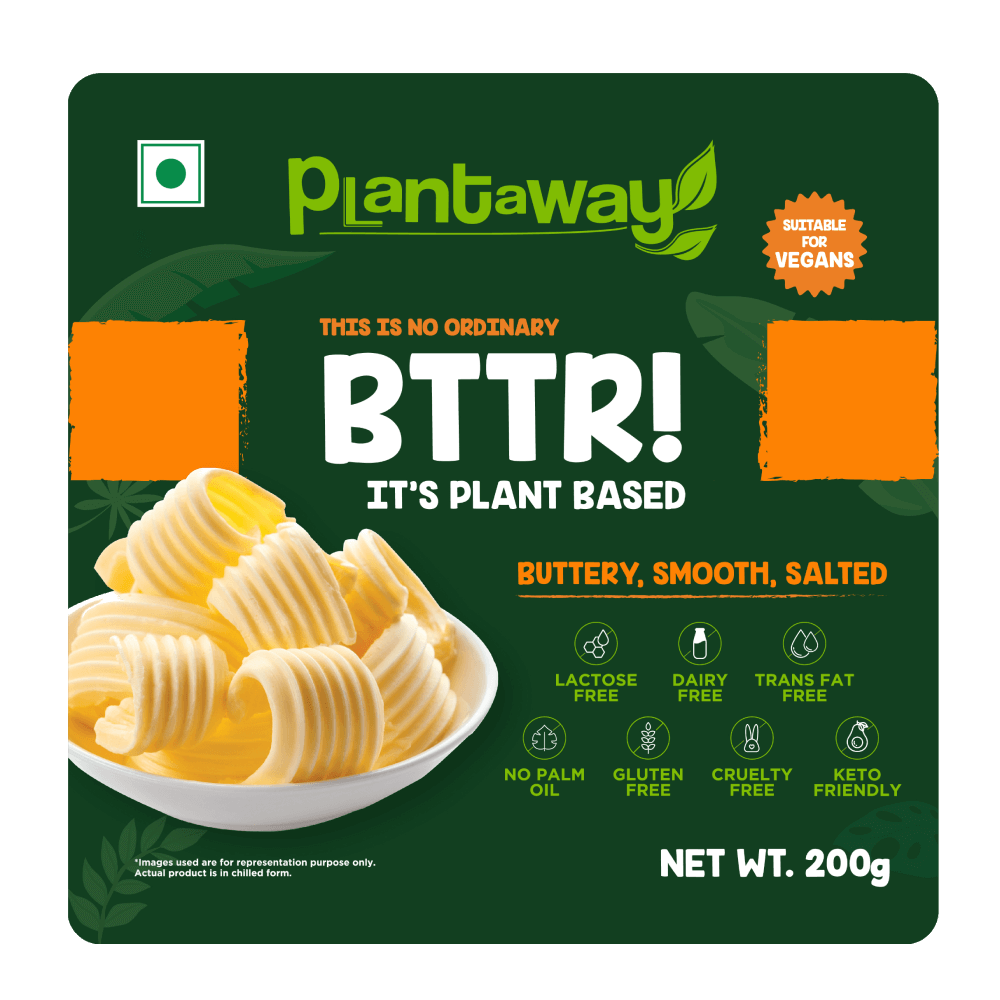 Plantaway
SUITABLE
FOR
VEGANS
THIS IS NO ORDINARY
BTTR!
IT'S PLANT BASED
BUTTERY, SMOOTH, SALTED
LACTOSE
FREE
DAIRY
FREE
TRANS FAT
FREE
NO PALM
OIL
GLUTEN
FREE
CRUELTY
FREE
KETO
FRIENDLY
*Images used are for representation purpose only.
Actual product is in chilled form.
NET WT. 200g